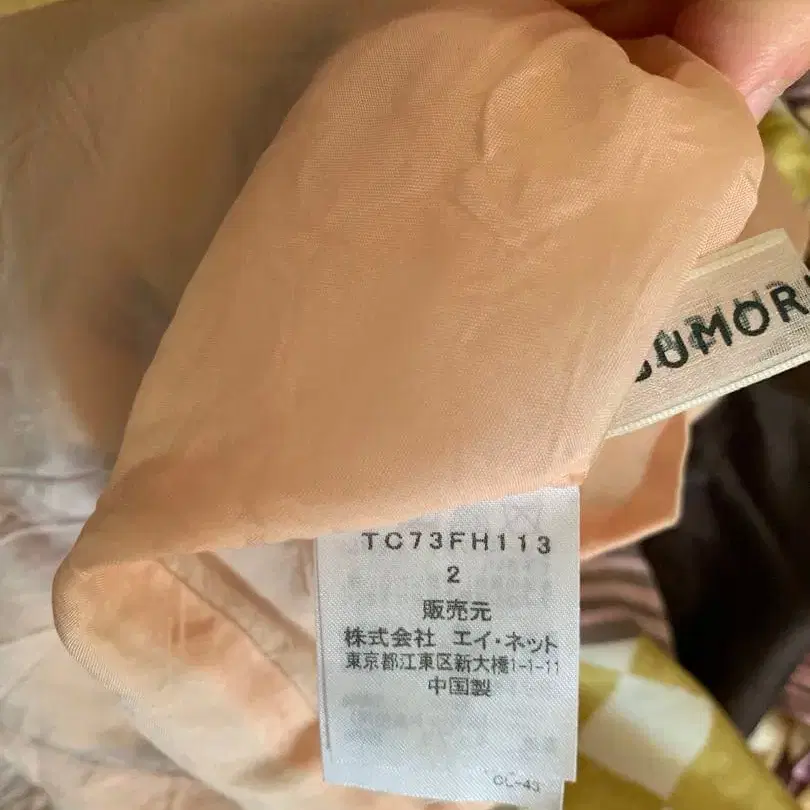 SUMOR
TC73FH113
2
販売元
株式会社 エイ・ネット
東京都江東区新大橋1-1-11
中国製
CL-43